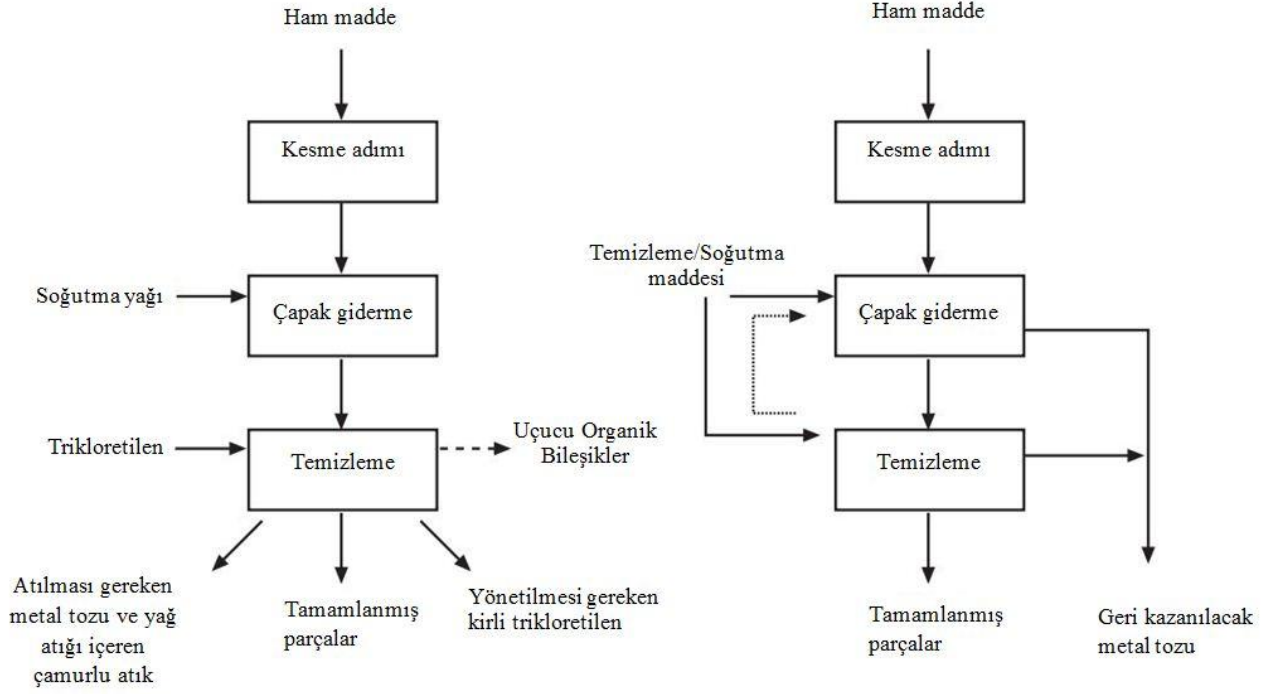 Ham madde
Kesme adımı
Soğutma yağı
Çapak giderme
Trikloretilen
Temizleme
Uçucu Organik
Bileşikler
Atılması gereken
metal tozu ve yağ
atığı içeren
çamurlu atık
Tamamlanmış
parçalar
Yönetilmesi gereken
kirli trikloretilen
Ham madde
Kesme adımı
Temizleme/Soğutma
maddesi
Çapak giderme
Temizleme
Tamamlanmış
parçalar
Geri kazanılacak
metal tozu